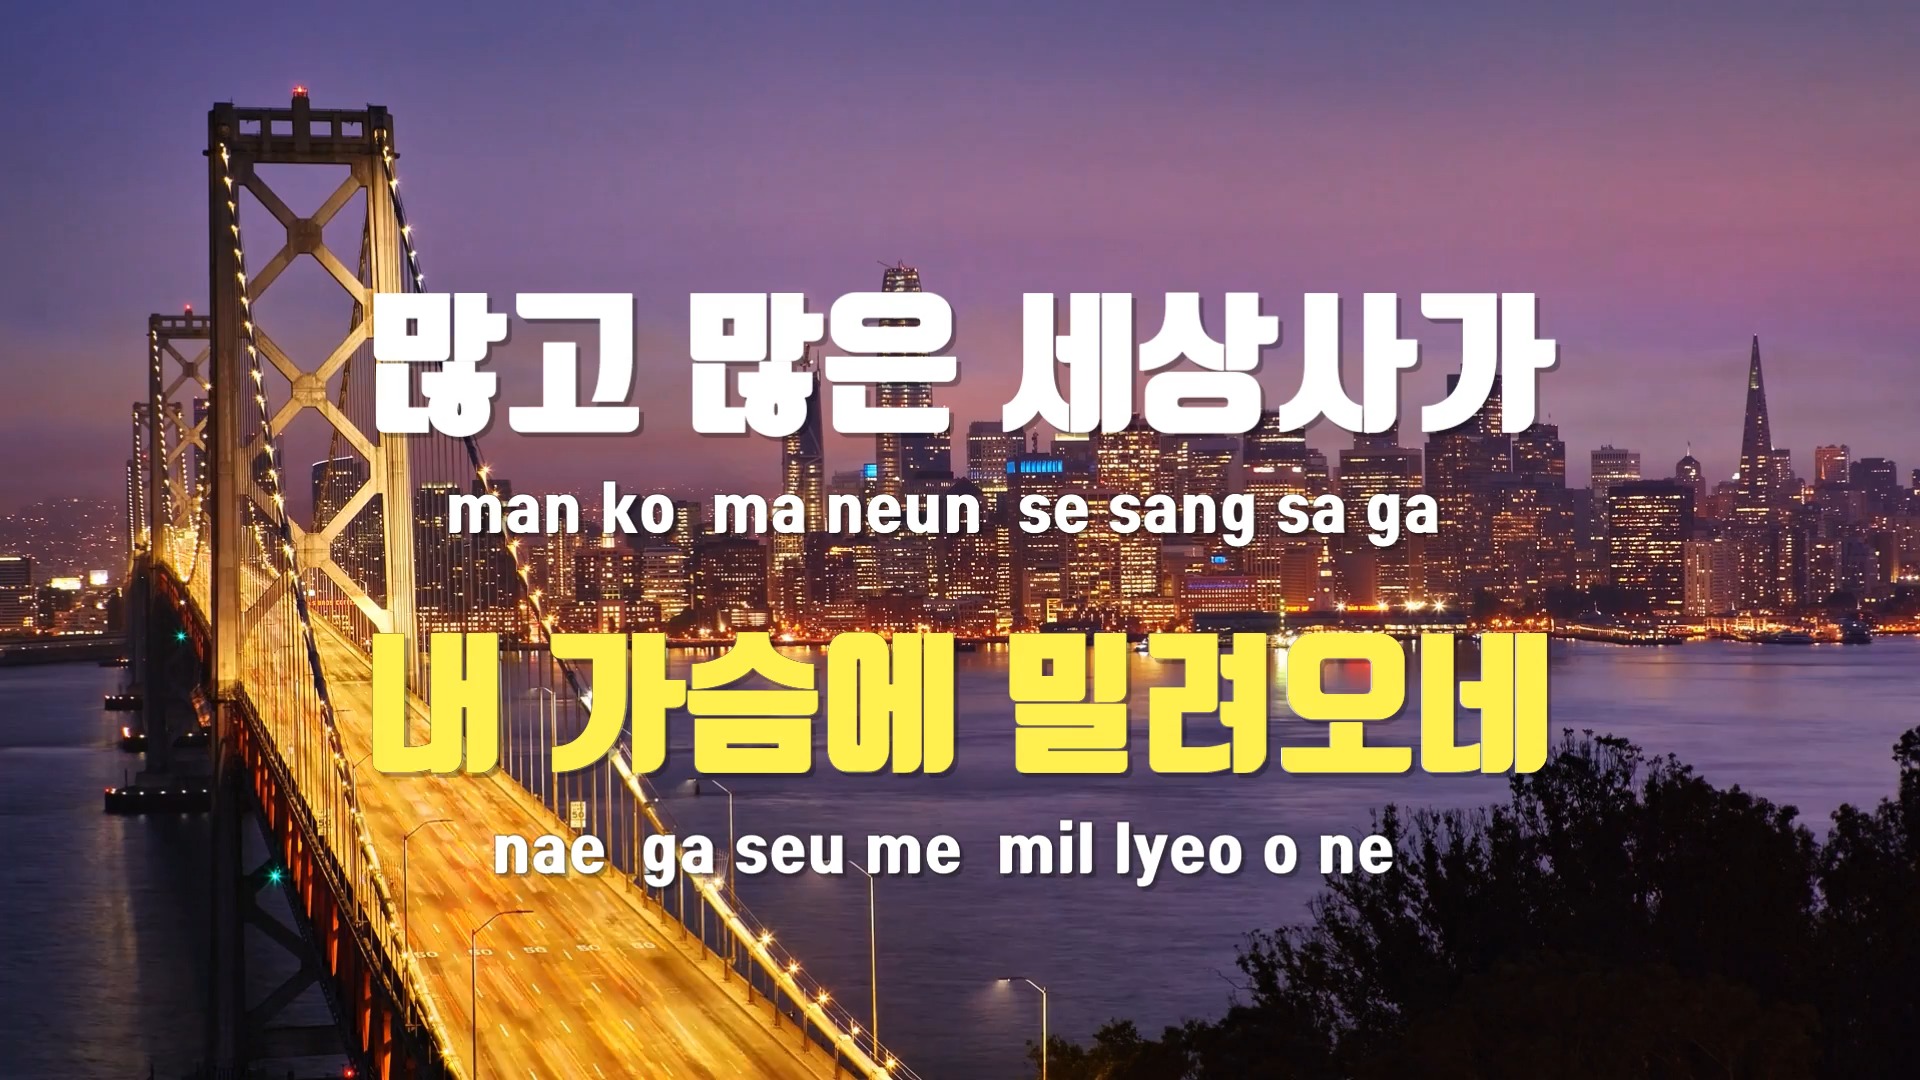 많고 많은 세상사가
man ko ma neun se sang sa ga
내 가슴에 밀려오네
nae ga seu me mil lyeo o ne